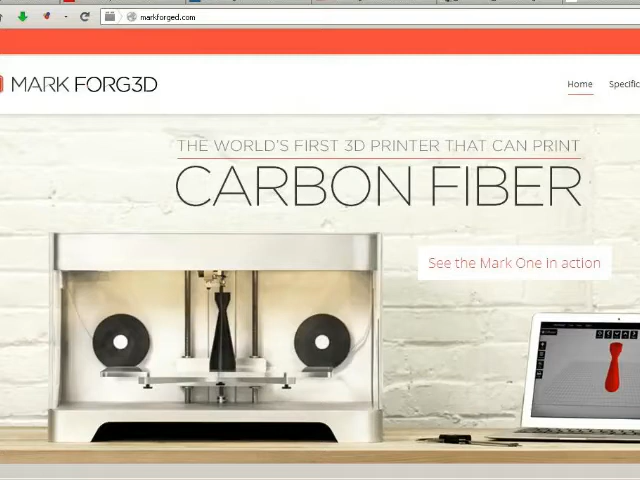 markforged.com
MARK FORG3D
Home Specific
THE WORLD'S FIRST 3D PRINTER THAT CAN PRINT
CARBON FIBER
See the Mark One in action